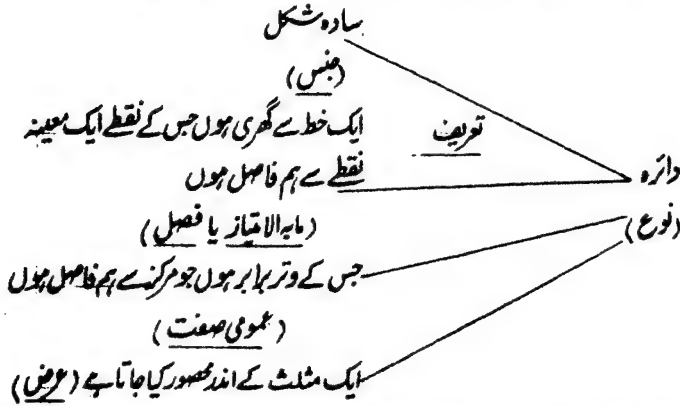 سادہ شکل
(جنس)
ایک خط سے گھری ہوں جس کے نقطے ایک معینہ
تعریف
نقطے سے ہم فاصل ہوں
دائرہ
(مابہ الامتیاز یا فصل)
(نوع)
جس کے وتر برابر ہوں جو مرکز سے ہم فاصل ہوں
(عمومی صفت)
ایک مثلث کے اندر محصور کیا جاتا ہے (عرض)